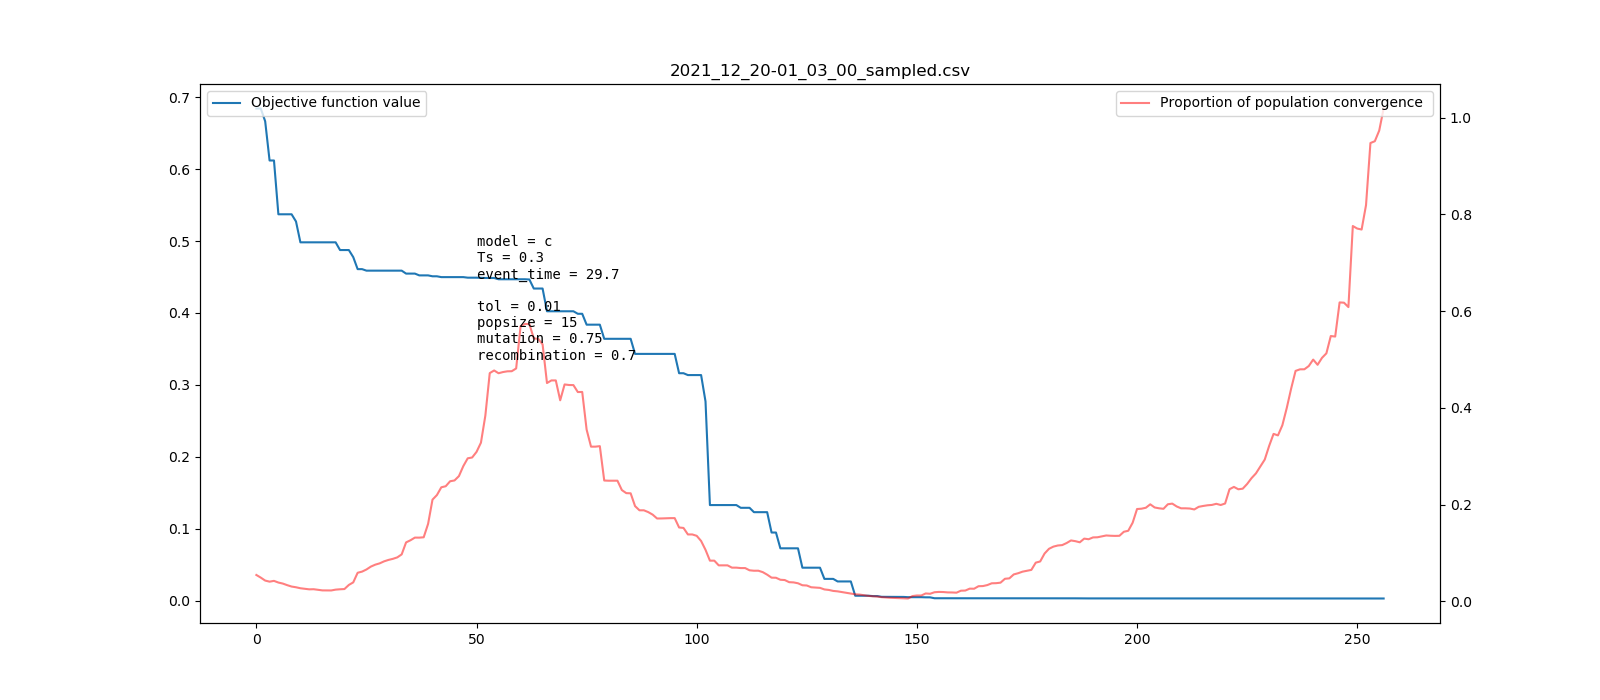 2021_12_20-01_03_00_sampled.csv
Objective function value
Proportion of population convergence
0.7
0.6
0.5
0.4
0.3
0.2
0.1
0.0
1.0
0.8
0.6
0.4
0.2
0.0
model = c
Ts = 0.3
event_time = 29.7
tol = 0.01
popsize = 15
mutation = 0.75
recombination = 0.7
0
50
100
150
200
250